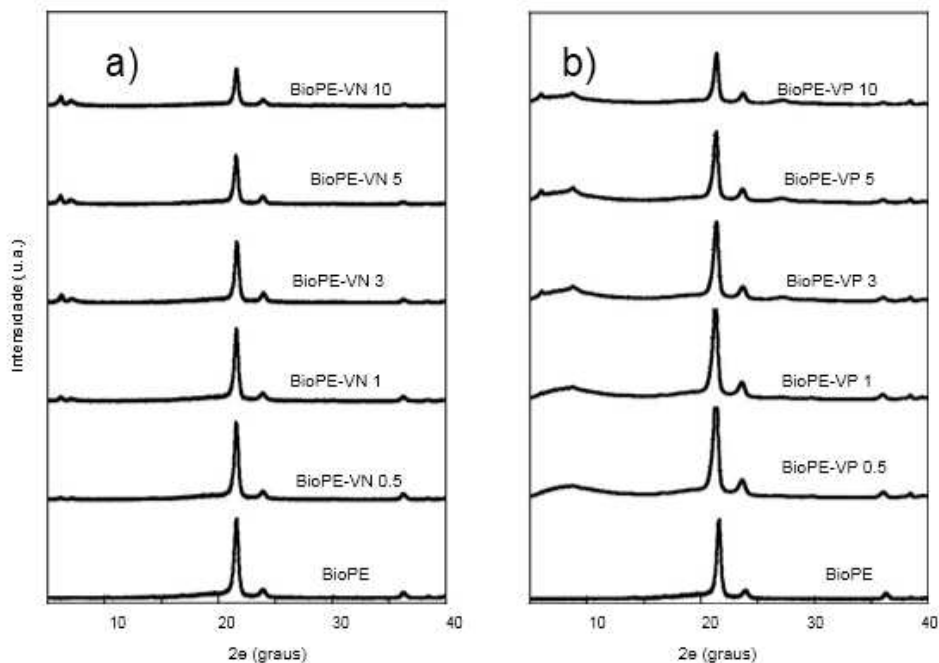 a)
BioPE-VN 10
BioPE-VN 5
BioPE-VN 3
BioPE-VN 1
BioPE-VN 0.5
BioPE
10 20 30 40
2e (graus)
Intensidade (u.a.)
b)
BioPE-VP 10
BioPE-VP 5
BioPE-VP 3
BioPE-VP 1
BioPE-VP 0.5
BioPE
10 20 30 40
2e (graus)